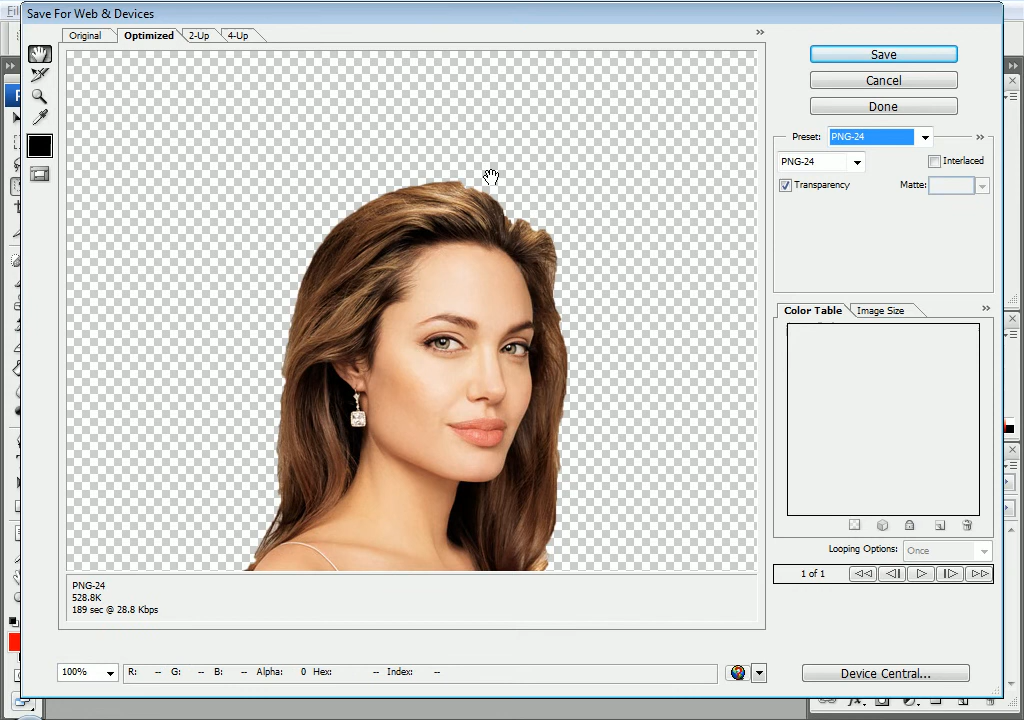 Save For Web & Devices
Original
Optimized
2-Up
4-Up
Save
Cancel
Done
Preset: PNG-24
PNG-24
Interlaced
Transparency
Matte:
Color Table
Image Size
Looping Options: Once
1 of 1
PNG-24
528.8K
189 sec @ 28.8 Kbps
100%
R: -- G: -- B: -- Alpha: 0 Hex: -- Index: --
Device Central...